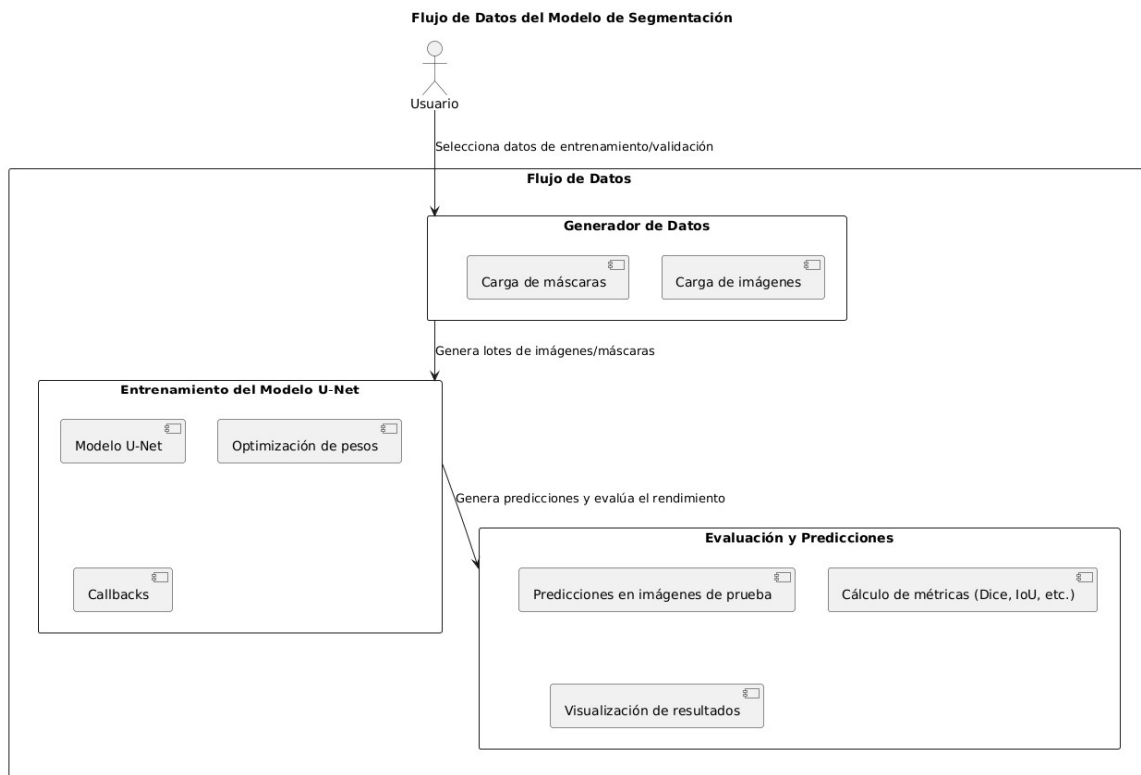 Flujo de Datos del Modelo de Segmentación
Usuario
Selecciona datos de entrenamiento/validación
Flujo de Datos
Generador de Datos
Carga de máscaras
Carga de imágenes
Genera lotes de imágenes/máscaras
Entrenamiento del Modelo U-Net
Modelo U-Net
Optimización de pesos
Callbacks
Genera predicciones y evalúa el rendimiento
Evaluación y Predicciones
Predicciones en imágenes de prueba
Cálculo de métricas (Dice, IoU, etc.)
Visualización de resultados